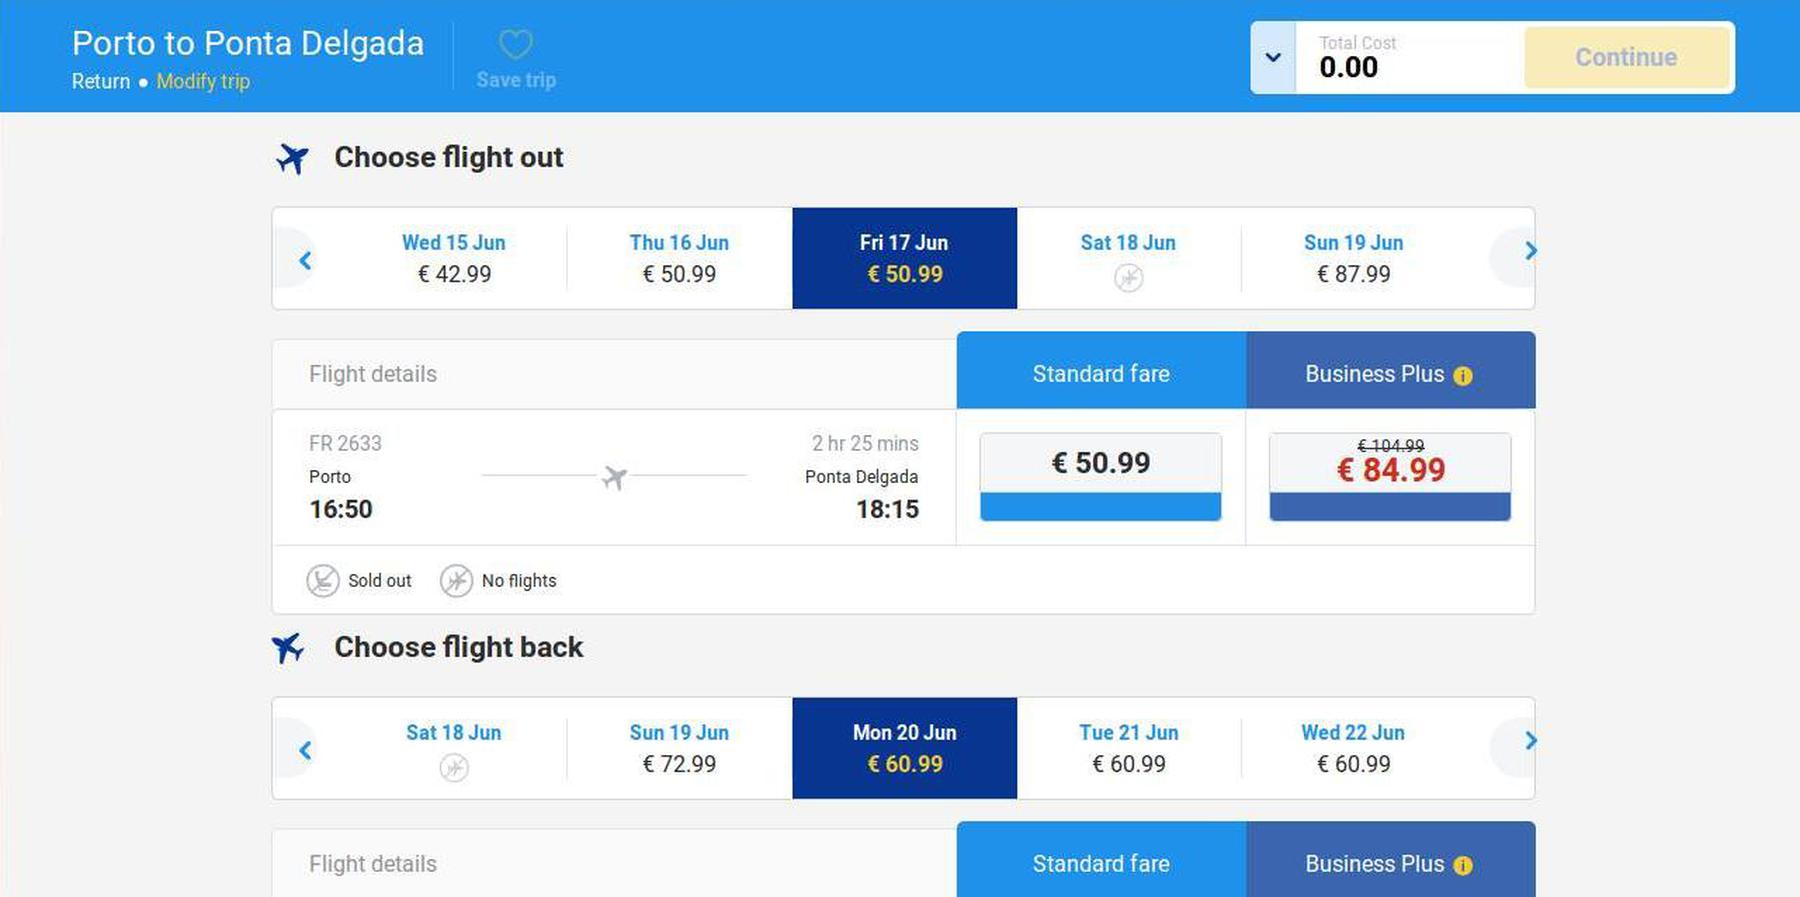 Porto to Ponta Delgada
Return • Modify trip
Save trip
Total Cost
0.00
Continue
Choose flight out
Wed 15 Jun
€ 42.99
Thu 16 Jun
€ 50.99
Fri 17 Jun
€ 50.99
Sat 18 Jun
Sun 19 Jun
€ 87.99
Flight details
Standard fare
Business Plus i
FR 2633
2 hr 25 mins
Porto
Ponta Delgada
16:50
18:15
€ 50.99
€ 104.99
€ 84.99
Sold out
No flights
Choose flight back
Sat 18 Jun
Sun 19 Jun
€ 72.99
Mon 20 Jun
€ 60.99
Tue 21 Jun
€ 60.99
Wed 22 Jun
€ 60.99
Flight details
Standard fare
Business Plus i